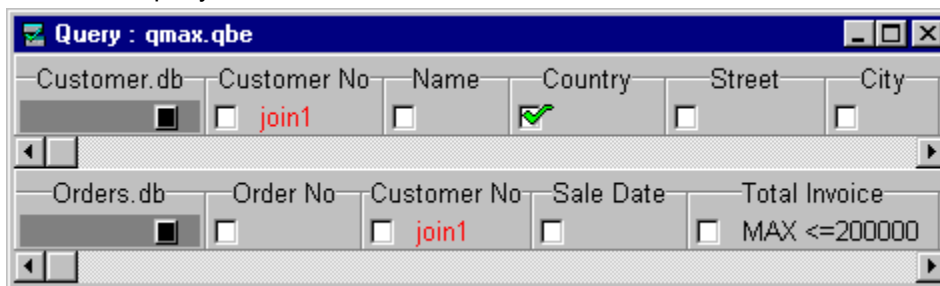 Query : qmax.qbe
Customer.db Customer No Name Country Street City
join1
Orders.db Order No Customer No Sale Date Total Invoice
join1 MAX <=200000